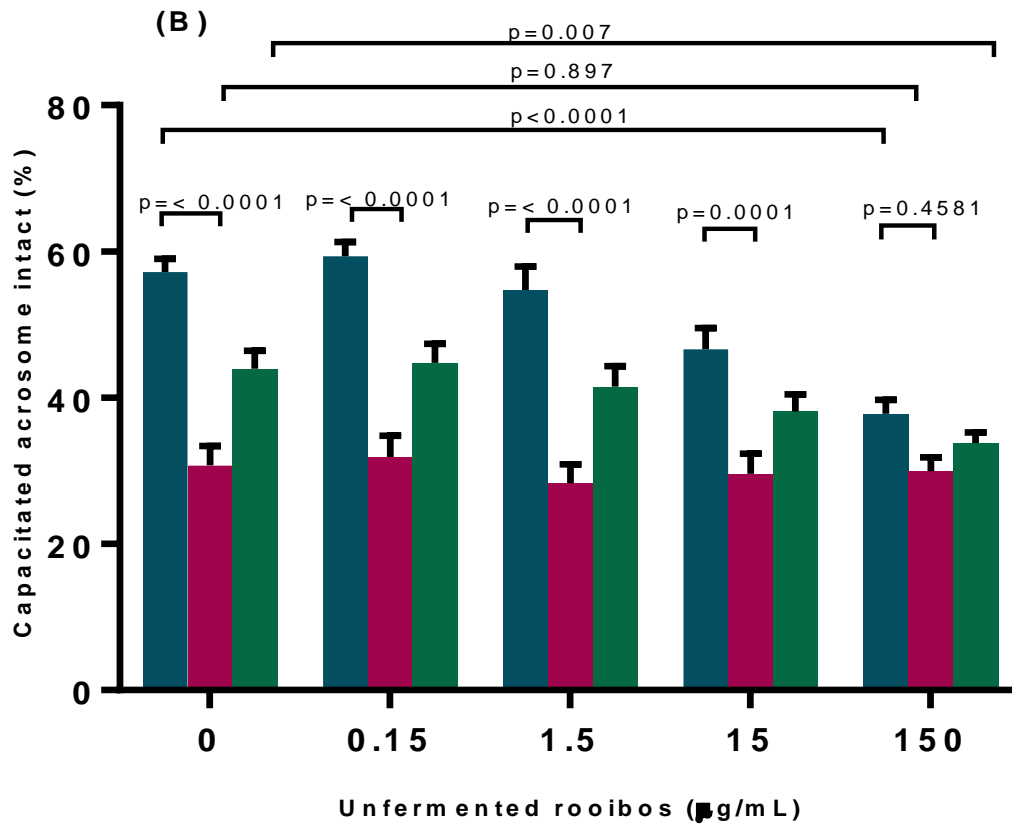 (B)
p=0.007
p=0.897
p<0.0001
p=< 0.0001
p=< 0.0001
p=< 0.0001
p=0.0001
p=0.4581
Capacitated acrosome intact (%)
80
60
40
20
0
0
0.15
1.5
15
150
Unfermented rooibos (μg/mL)